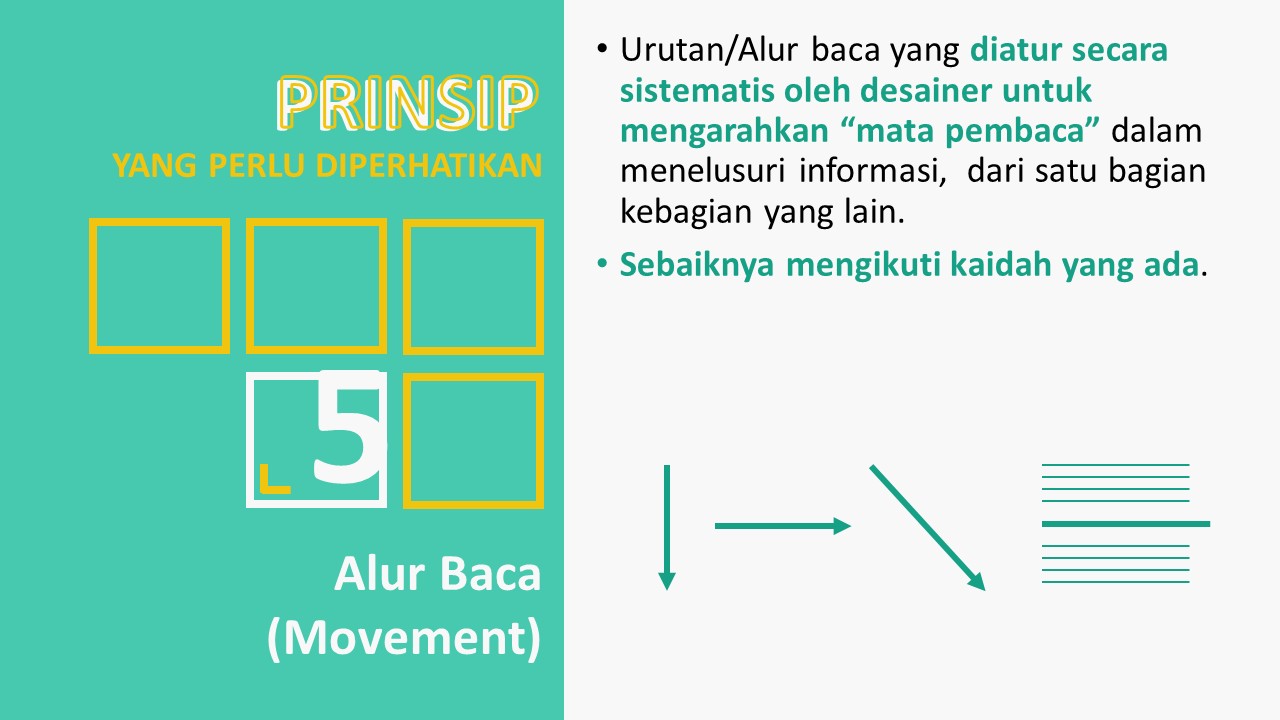 PRINSIP
YANG PERLU DIPERHATIKAN
5
Alur Baca
(Movement)
• Urutan/Alur baca yang diatur secara
sistematis oleh desainer untuk
mengarahkan “mata pembaca” dalam
menelusuri informasi,  dari satu bagian
kebagian yang lain.
• Sebaiknya mengikuti kaidah yang ada.